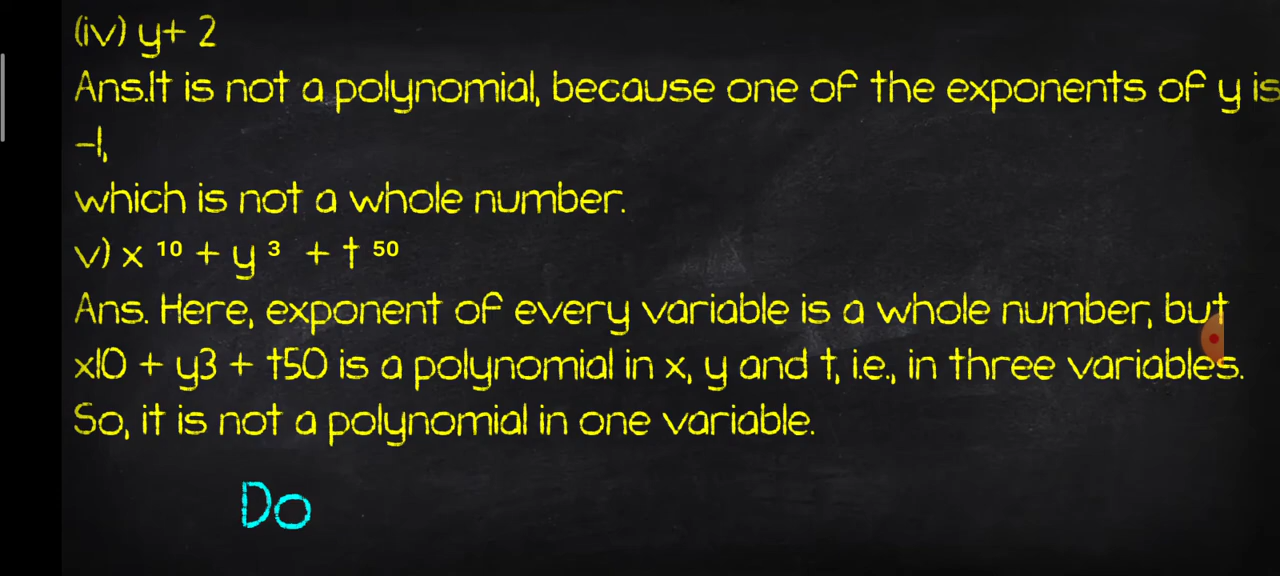 (iv) y+ 2
Ans.It is not a polynomial, because one of the exponents of y is
-1,
which is not a whole number.
v) x ¹⁰ + y ³ + t ⁵⁰
Ans. Here, exponent of every variable is a whole number, but
x10 + y3 + t50 is a polynomial in x, y and t, i.e., in three variables.
So, it is not a polynomial in one variable.
Do